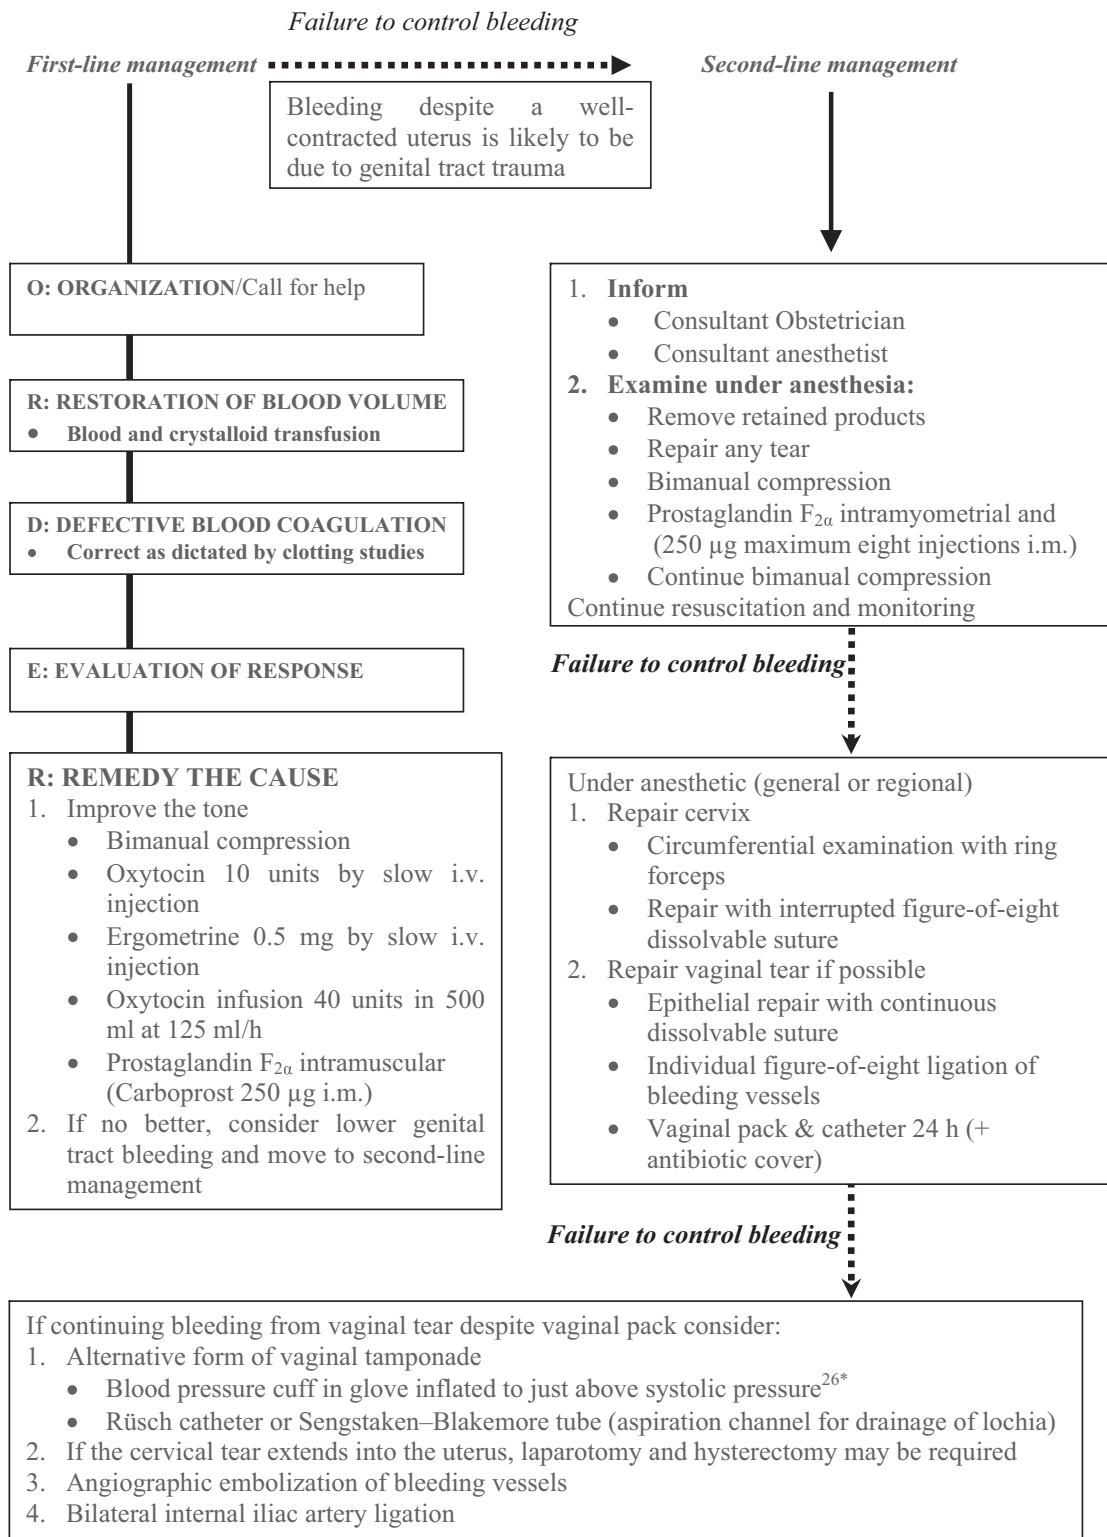 Failure to control bleeding
First-line management
Second-line management
Bleeding despite a well-
contracted uterus is likely to be
due to genital tract trauma
O: ORGANIZATION/Call for help
R: RESTORATION OF BLOOD VOLUME
• Blood and crystalloid transfusion
D: DEFECTIVE BLOOD COAGULATION
• Correct as dictated by clotting studies
E: EVALUATION OF RESPONSE
R: REMEDY THE CAUSE
1. Improve the tone
• Bimanual compression
• Oxytocin 10 units by slow i.v.
injection
• Ergometrine 0.5 mg by slow i.v.
injection
• Oxytocin infusion 40 units in 500
ml at 125 ml/h
• Prostaglandin F2α intramuscular
(Carboprost 250 µg i.m.)
2. If no better, consider lower genital
tract bleeding and move to second-line
management
1. Inform
• Consultant Obstetrician
• Consultant anesthetist
2. Examine under anesthesia:
• Remove retained products
• Repair any tear
• Bimanual compression
• Prostaglandin F2α intramyometrial and
(250 µg maximum eight injections i.m.)
• Continue bimanual compression
Continue resuscitation and monitoring
Failure to control bleeding
Under anesthetic (general or regional)
1. Repair cervix
• Circumferential examination with ring
forceps
• Repair with interrupted figure-of-eight
dissolvable suture
2. Repair vaginal tear if possible
• Epithelial repair with continuous
dissolvable suture
• Individual figure-of-eight ligation of
bleeding vessels
• Vaginal pack & catheter 24 h (+
antibiotic cover)
Failure to control bleeding
If continuing bleeding from vaginal tear despite vaginal pack consider:
1. Alternative form of vaginal tamponade
• Blood pressure cuff in glove inflated to just above systolic pressure26*
• Rüsch catheter or Sengstaken–Blakemore tube (aspiration channel for drainage of lochia)
2. If the cervical tear extends into the uterus, laparotomy and hysterectomy may be required
3. Angiographic embolization of bleeding vessels
4. Bilateral internal iliac artery ligation